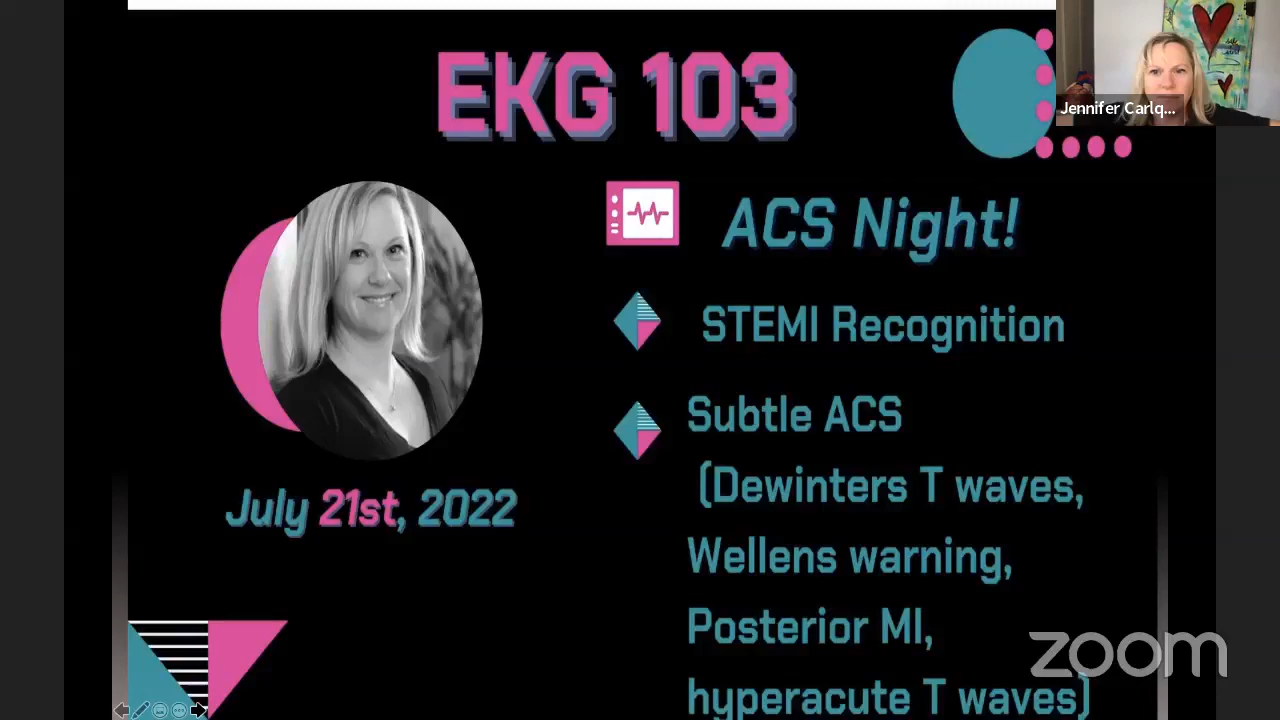 EKG 103
Jennifer Carlq...
ACS Night!
STEMI Recognition
Subtle ACS
(Dewinters T waves,
Wellens warning,
Posterior MI,
hyperacute T waves)
July 21st, 2022
zoom